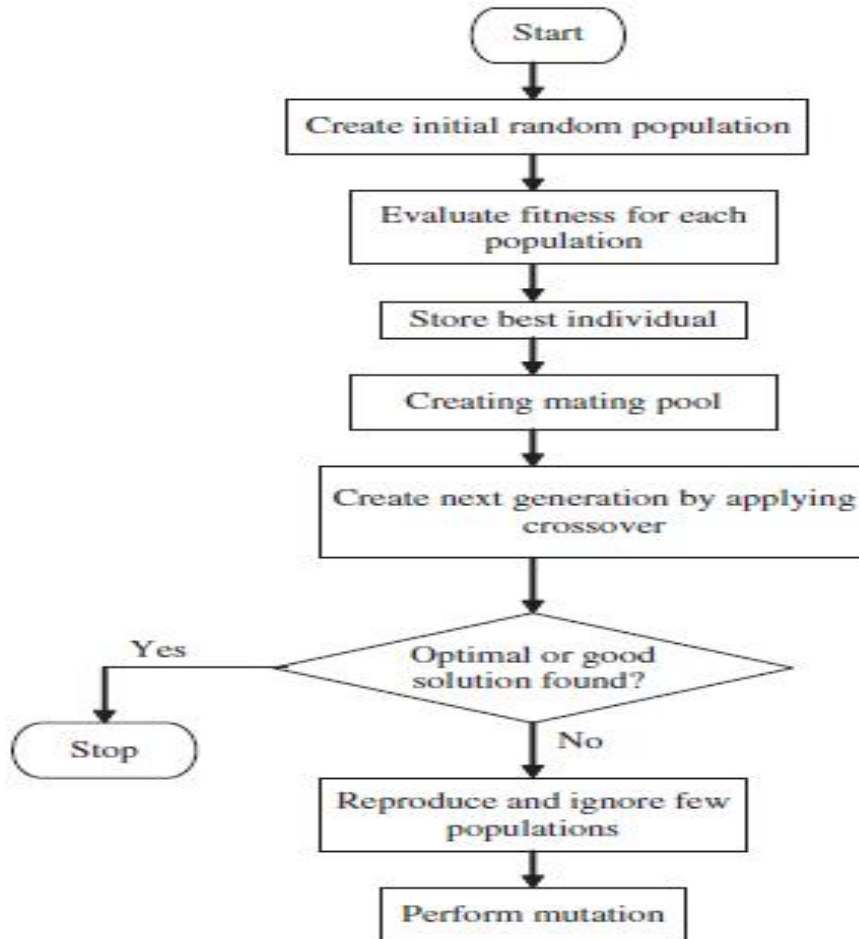 Start
Create initial random population
Evaluate fitness for each
population
Store best individual
Creating mating pool
Create next generation by applying
crossover
Optimal or good
solution found?
Yes
Stop
No
Reproduce and ignore few
populations
Perform mutation